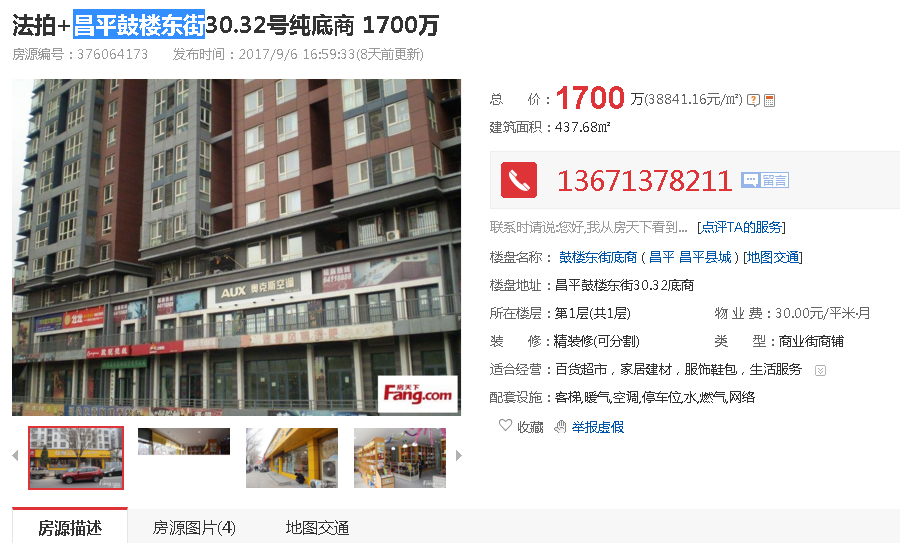 法拍+昌平鼓楼东街30.32号纯底商 1700万
房源编号：376064173 发布时间：2017/9/6 16:59:33(8天前更新)
总 价：1700 万(38841.16元/㎡)
建筑面积：437.68㎡
13671378211 留言
联系时请说:您好,我从房天下看到... [点评TA的服务]
楼盘名称： 鼓楼东街底商 ( 昌平 昌平县城 ) [地图交通]
楼盘地址：昌平鼓楼东街30.32底商
所在楼层：第1层(共1层) 物 业 费：30.00元/平米·月
装 修：精装修(可分割) 类 型：商业街商铺
适合经营：百货超市，家居建材，服饰鞋包，生活服务
配套设施：客梯,暖气,空调,停车位,水,燃气,网络
收藏 举报虚假
AUX 奥克斯空调
房天下
Fang.com
房源描述 房源图片(4) 地图交通